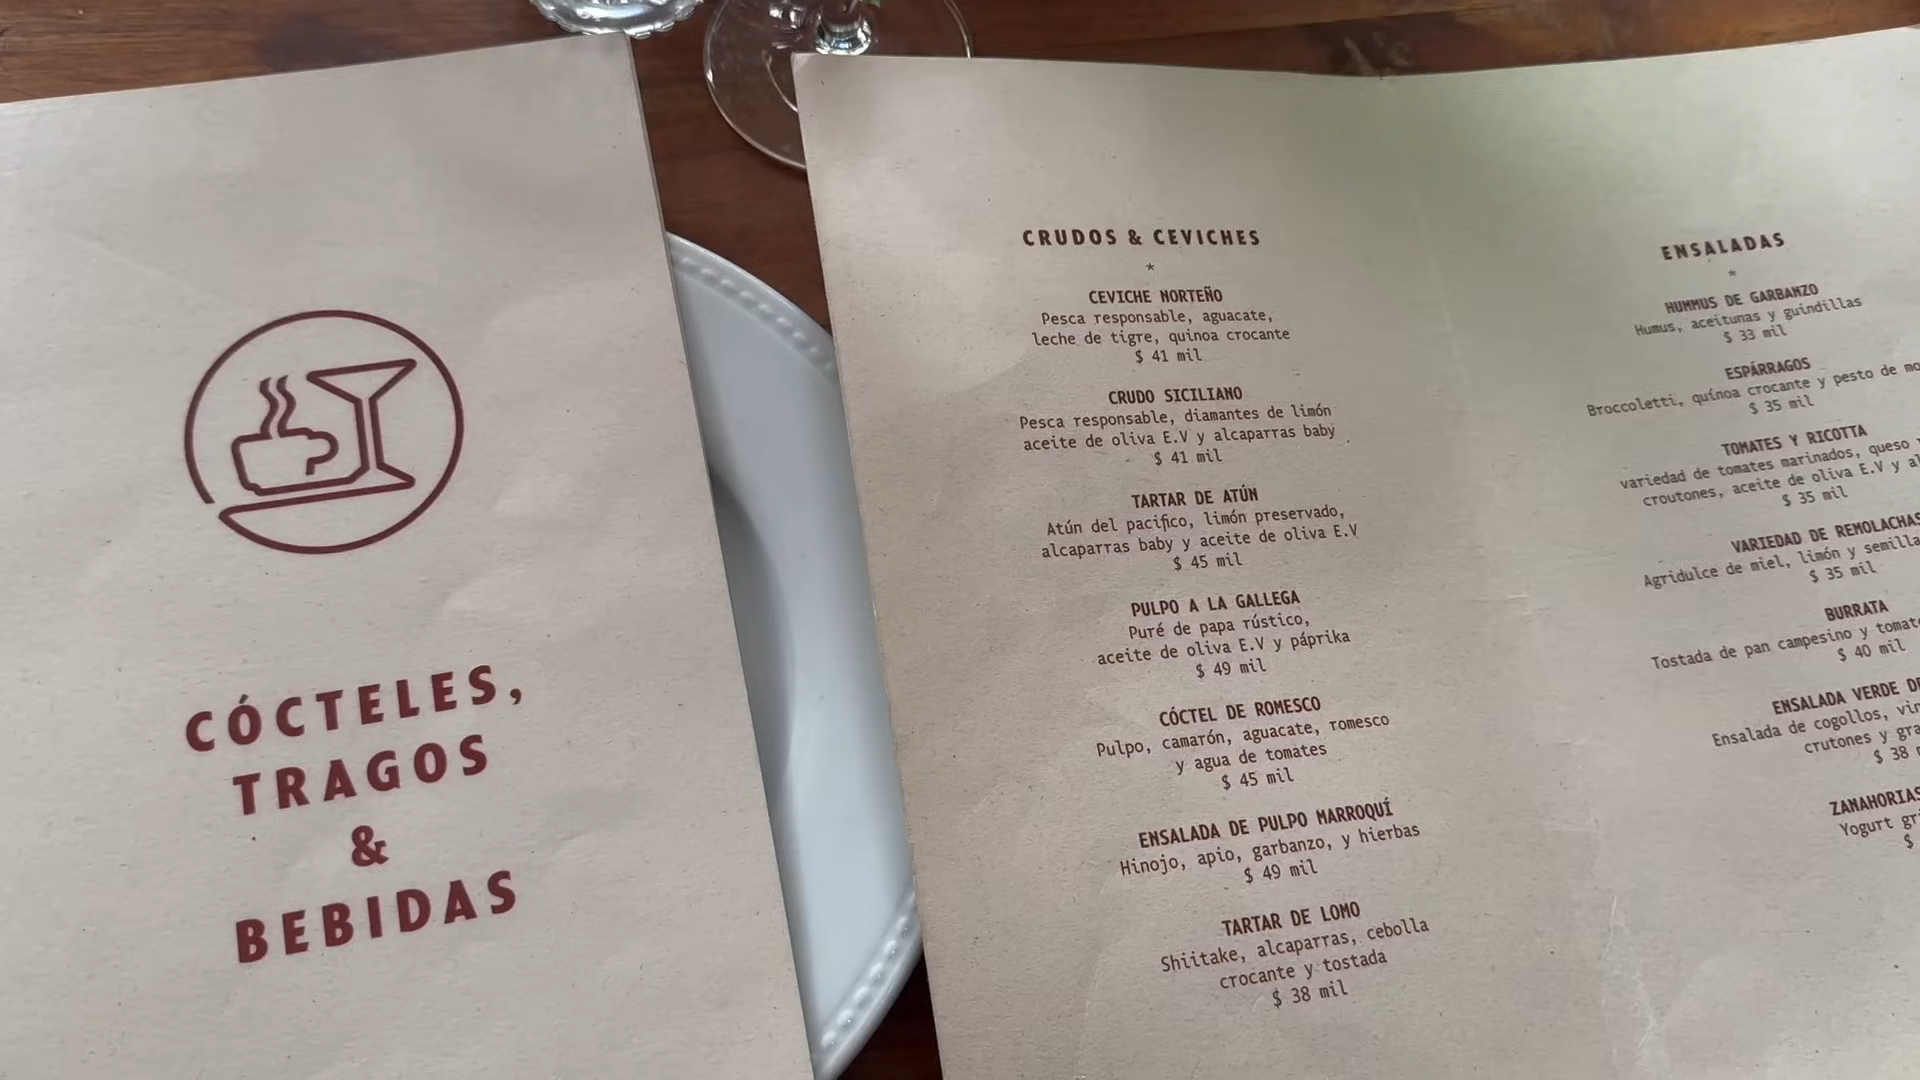 CÓCTELES,
TRAGOS
&
BEBIDAS
CRUDOS & CEVICHES
*
CEVICHE NORTEÑO
Pesca responsable, aguacate,
leche de tigre, quinoa crocante
$ 41 mil
CRUDO SICILIANO
Pesca responsable, diamantes de limón
aceite de oliva E.V y alcaparras baby
$ 41 mil
TARTAR DE ATÚN
Atún del pacifico, limón preservado,
alcaparras baby y aceite de oliva E.V
$ 45 mil
PULPO A LA GALLEGA
Puré de papa rústico,
aceite de oliva E.V y páprika
$ 49 mil
CÓCTEL DE ROMESCO
Pulpo, camarón, aguacate, romesco
y agua de tomates
$ 45 mil
ENSALADA DE PULPO MARROQUÍ
Hinojo, apio, garbanzo, y hierbas
$ 49 mil
TARTAR DE LOMO
Shiitake, alcaparras, cebolla
crocante y tostada
$ 38 mil
ENSALADAS
*
HUMMUS DE GARBANZO
Humus, aceitunas y guindillas
$ 33 mil
ESPÁRRAGOS
Broccoletti, quínoa crocante y pesto de
$ 35 mil
TOMATES Y RICOTTA
variedad de tomates marinados, queso
croutones, aceite de oliva E.V y
$ 35 mil
VARIEDAD DE REMOLACHAS
Agridulce de miel, limón y
$ 35 mil
BURRATA
Tostada de pan campesino y
$ 40 mil
ENSALADA VERDE
Ensalada de cogollos,
crutones y
$ 38
ZANAHORIAS
Yogurt
$